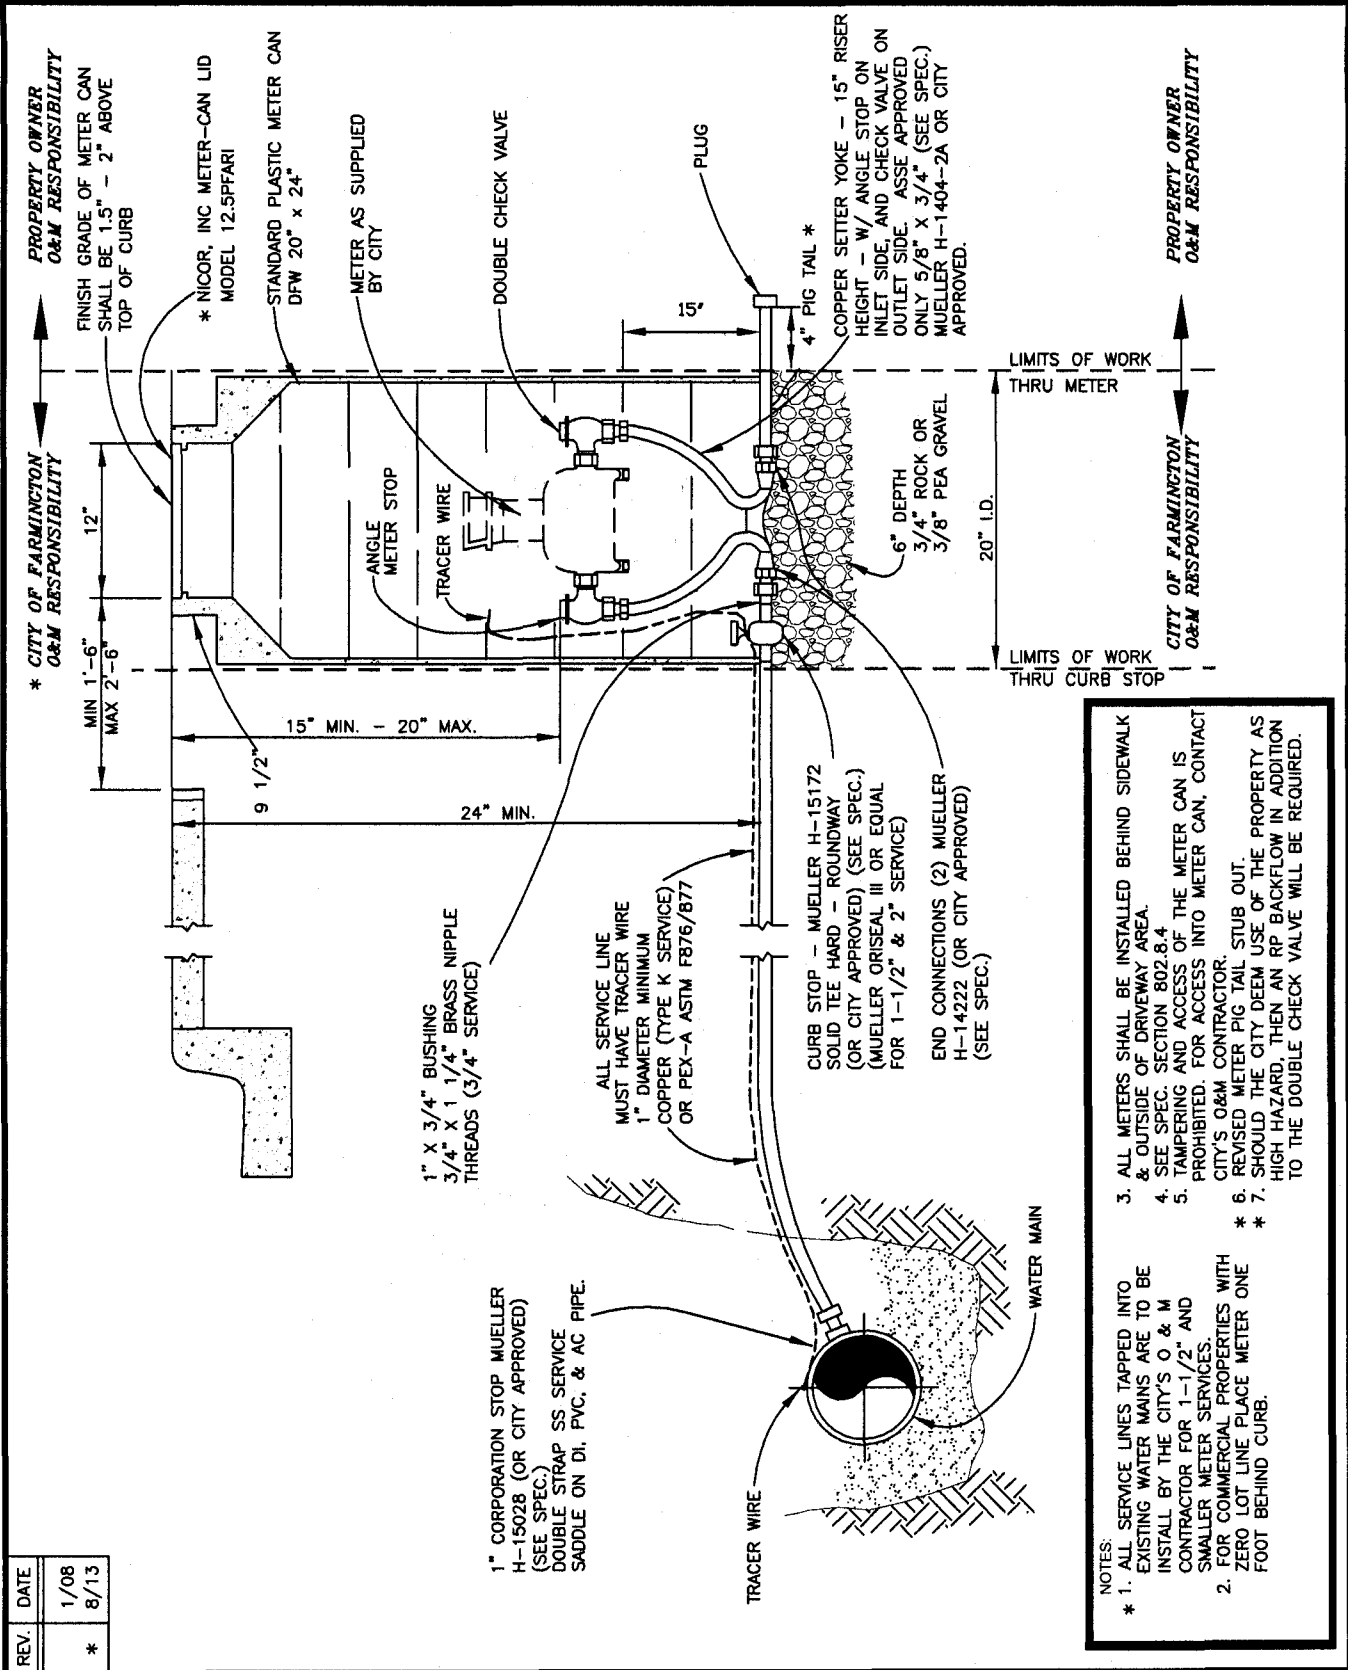 REV. DATE
1/08
* 8/13
* CITY OF FARMINGTON
O&M RESPONSIBILITY
PROPERTY OWNER
O&M RESPONSIBILITY
FINISH GRADE OF METER CAN
SHALL BE 1.5" - 2" ABOVE
TOP OF CURB
* NICOR, INC METER-CAN LID
MODEL 12.5PFARI
STANDARD PLASTIC METER CAN
DFW 20" x 24"
METER AS SUPPLIED
BY CITY
DOUBLE CHECK VALVE
PLUG
15"
4" PIG TAIL *
COPPER SETTER YOKE - 15" RISER
HEIGHT - W/ ANGLE STOP ON
INLET SIDE, AND CHECK VALVE ON
OUTLET SIDE. ASSE APPROVED
ONLY 5/8" X 3/4" (SEE SPEC.)
MUELLER H-1404-2A OR CITY
APPROVED.
MIN 1'-6"
MAX 2'-6"
12"
9 1/2"
ANGLE
METER STOP
TRACER WIRE
15" MIN. - 20" MAX.
24" MIN.
6" DEPTH
3/4" ROCK OR
3/8" PEA GRAVEL
20" I.D.
LIMITS OF WORK
THRU METER
LIMITS OF WORK
THRU CURB STOP
CITY OF FARMINGTON
O&M RESPONSIBILITY
PROPERTY OWNER
O&M RESPONSIBILITY
1" X 3/4" BUSHING
3/4" X 1 1/4" BRASS NIPPLE
THREADS (3/4" SERVICE)
ALL SERVICE LINE
MUST HAVE TRACER WIRE
1" DIAMETER MINIMUM
COPPER (TYPE K SERVICE)
OR PEX-A ASTM F876/877
CURB STOP - MUELLER H-15172
SOLID TEE HARD - ROUNDWAY
(OR CITY APPROVED) (SEE SPEC.)
(MUELLER ORISEAL III OR EQUAL
FOR 1-1/2" & 2" SERVICE)
END CONNECTIONS (2) MUELLER
H-14222 (OR CITY APPROVED)
(SEE SPEC.)
1" CORPORATION STOP MUELLER
H-15028 (OR CITY APPROVED)
(SEE SPEC.)
DOUBLE STRAP SS SERVICE
SADDLE ON DI, PVC, & AC PIPE.
TRACER WIRE
WATER MAIN
NOTES:
* 1. ALL SERVICE LINES TAPPED INTO
EXISTING WATER MAINS ARE TO BE
INSTALL BY THE CITY'S O & M
CONTRACTOR FOR 1-1/2" AND
SMALLER METER SERVICES.
2. FOR COMMERCIAL PROPERTIES WITH
ZERO LOT LINE PLACE METER ONE
FOOT BEHIND CURB.
3. ALL METERS SHALL BE INSTALLED BEHIND SIDEWALK
& OUTSIDE OF DRIVEWAY AREA.
4. SEE SPEC. SECTION 802.8.4
5. TAMPERING AND ACCESS OF THE METER CAN IS
PROHIBITED. FOR ACCESS INTO METER CAN, CONTACT
CITY'S O&M CONTRACTOR.
* 6. REVISED METER PIG TAIL STUB OUT.
* 7. SHOULD THE CITY DEEM USE OF THE PROPERTY AS
HIGH HAZARD, THEN AN RP BACKFLOW IN ADDITION
TO THE DOUBLE CHECK VALVE WILL BE REQUIRED.